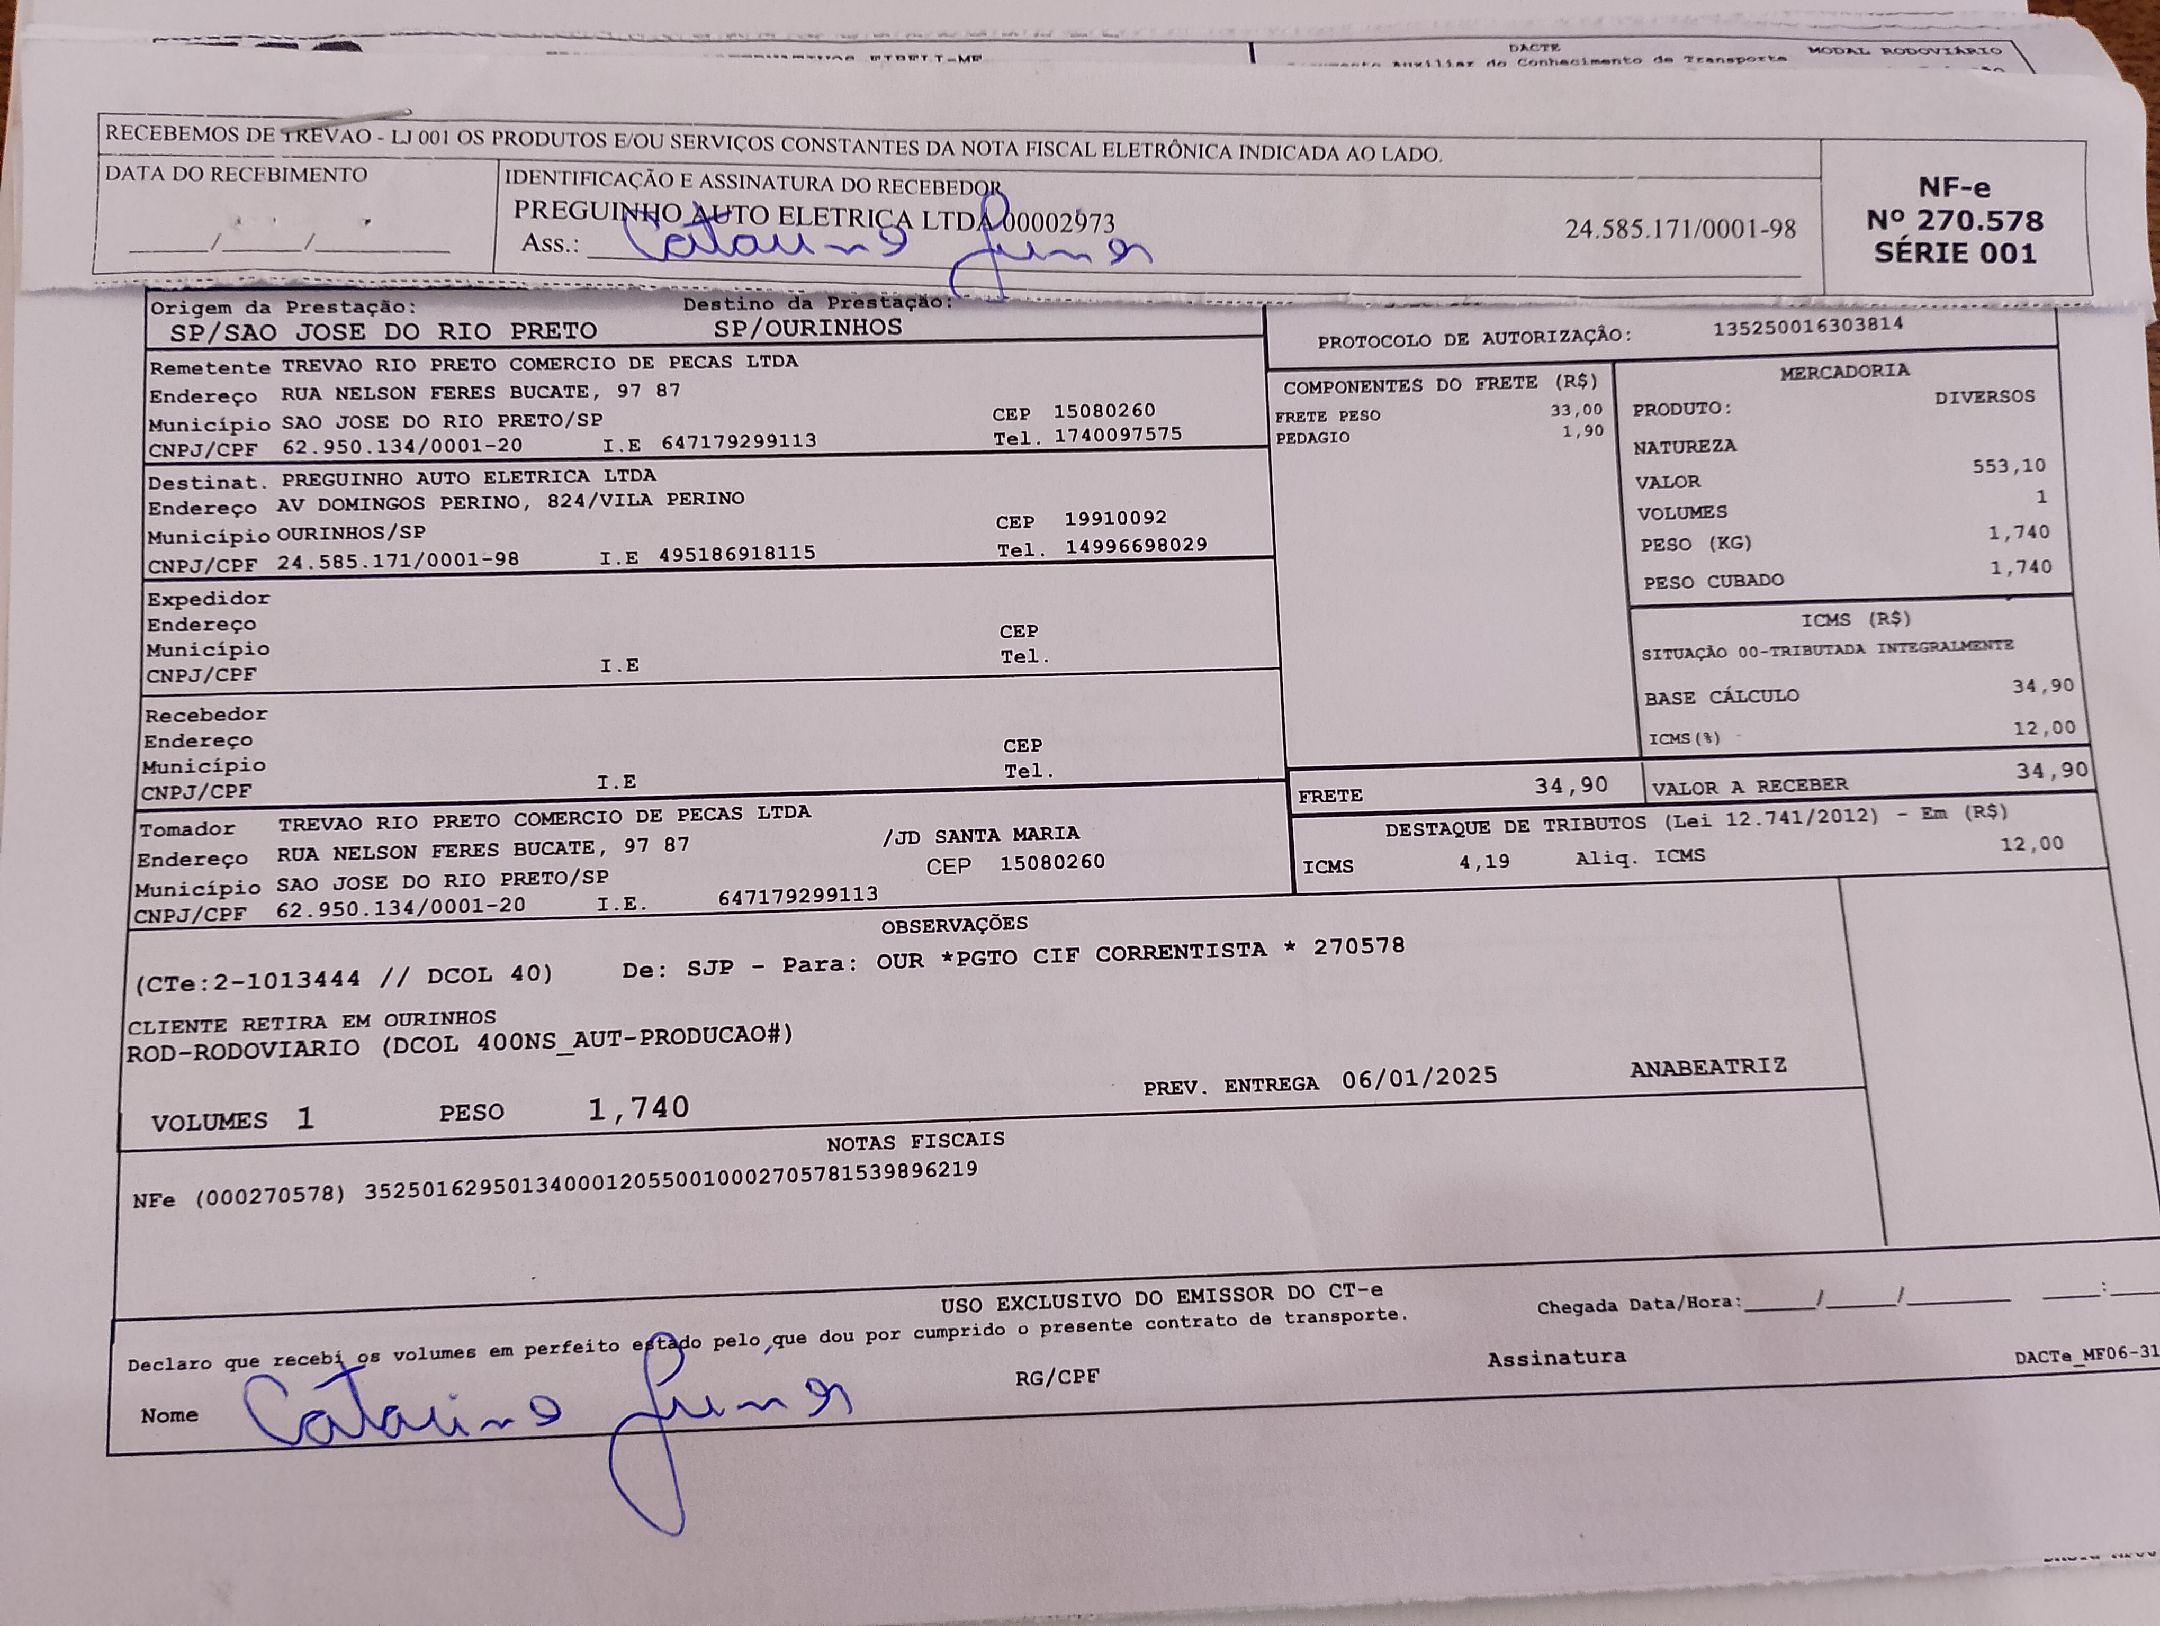 DACTE MODAL RODOVIÁRIO
Auxiliar do Conhecimento de Transporte
RECEBEMOS DE TREVAO - LJ 001 OS PRODUTOS E/OU SERVIÇOS CONSTANTES DA NOTA FISCAL ELETRÔNICA INDICADA AO LADO.
DATA DO RECEBIMENTO
___/___/_____
IDENTIFICAÇÃO E ASSINATURA DO RECEBEDOR
PREGUINHO AUTO ELETRICA LTDA 00002973 24.585.171/0001-98
Ass.:
NF-e
Nº 270.578
SÉRIE 001
Origem da Prestação: Destino da Prestação:
SP/SAO JOSE DO RIO PRETO SP/OURINHOS
PROTOCOLO DE AUTORIZAÇÃO: 135250016303814
Remetente TREVAO RIO PRETO COMERCIO DE PECAS LTDA
Endereço RUA NELSON FERES BUCATE, 97 87
Município SAO JOSE DO RIO PRETO/SP CEP 15080260
CNPJ/CPF 62.950.134/0001-20 I.E 647179299113 Tel. 1740097575
Destinat. PREGUINHO AUTO ELETRICA LTDA
Endereço AV DOMINGOS PERINO, 824/VILA PERINO
Município OURINHOS/SP CEP 19910092
CNPJ/CPF 24.585.171/0001-98 I.E 495186918115 Tel. 14996698029
Expedidor
Endereço
Município CEP
CNPJ/CPF I.E Tel.
Recebedor
Endereço
Município CEP
CNPJ/CPF I.E Tel.
Tomador TREVAO RIO PRETO COMERCIO DE PECAS LTDA
Endereço RUA NELSON FERES BUCATE, 97 87 /JD SANTA MARIA
Município SAO JOSE DO RIO PRETO/SP CEP 15080260
CNPJ/CPF 62.950.134/0001-20 I.E. 647179299113
COMPONENTES DO FRETE (R$)
FRETE PESO 33,00
PEDAGIO 1,90
MERCADORIA
PRODUTO: DIVERSOS
NATUREZA
VALOR 553,10
VOLUMES 1
PESO (KG) 1,740
PESO CUBADO 1,740
ICMS (R$)
SITUAÇÃO 00-TRIBUTADA INTEGRALMENTE
BASE CÁLCULO 34,90
ICMS(%) 12,00
FRETE 34,90 VALOR A RECEBER 34,90
DESTAQUE DE TRIBUTOS (Lei 12.741/2012) - Em (R$)
ICMS 4,19 Aliq. ICMS 12,00
OBSERVAÇÕES
(CTe:2-1013444 // DCOL 40) De: SJP - Para: OUR *PGTO CIF CORRENTISTA * 270578
CLIENTE RETIRA EM OURINHOS
ROD-RODOVIARIO (DCOL 400NS_AUT-PRODUCAO#)
VOLUMES 1 PESO 1,740 PREV. ENTREGA 06/01/2025 ANABEATRIZ
NOTAS FISCAIS
NFe (000270578) 35250162950134000120550010002705781539896219
USO EXCLUSIVO DO EMISSOR DO CT-e
Declaro que recebi os volumes em perfeito estado pelo que dou por cumprido o presente contrato de transporte. Chegada Data/Hora:____/____/______ ___:___
Nome RG/CPF Assinatura DACTe_MF06-31